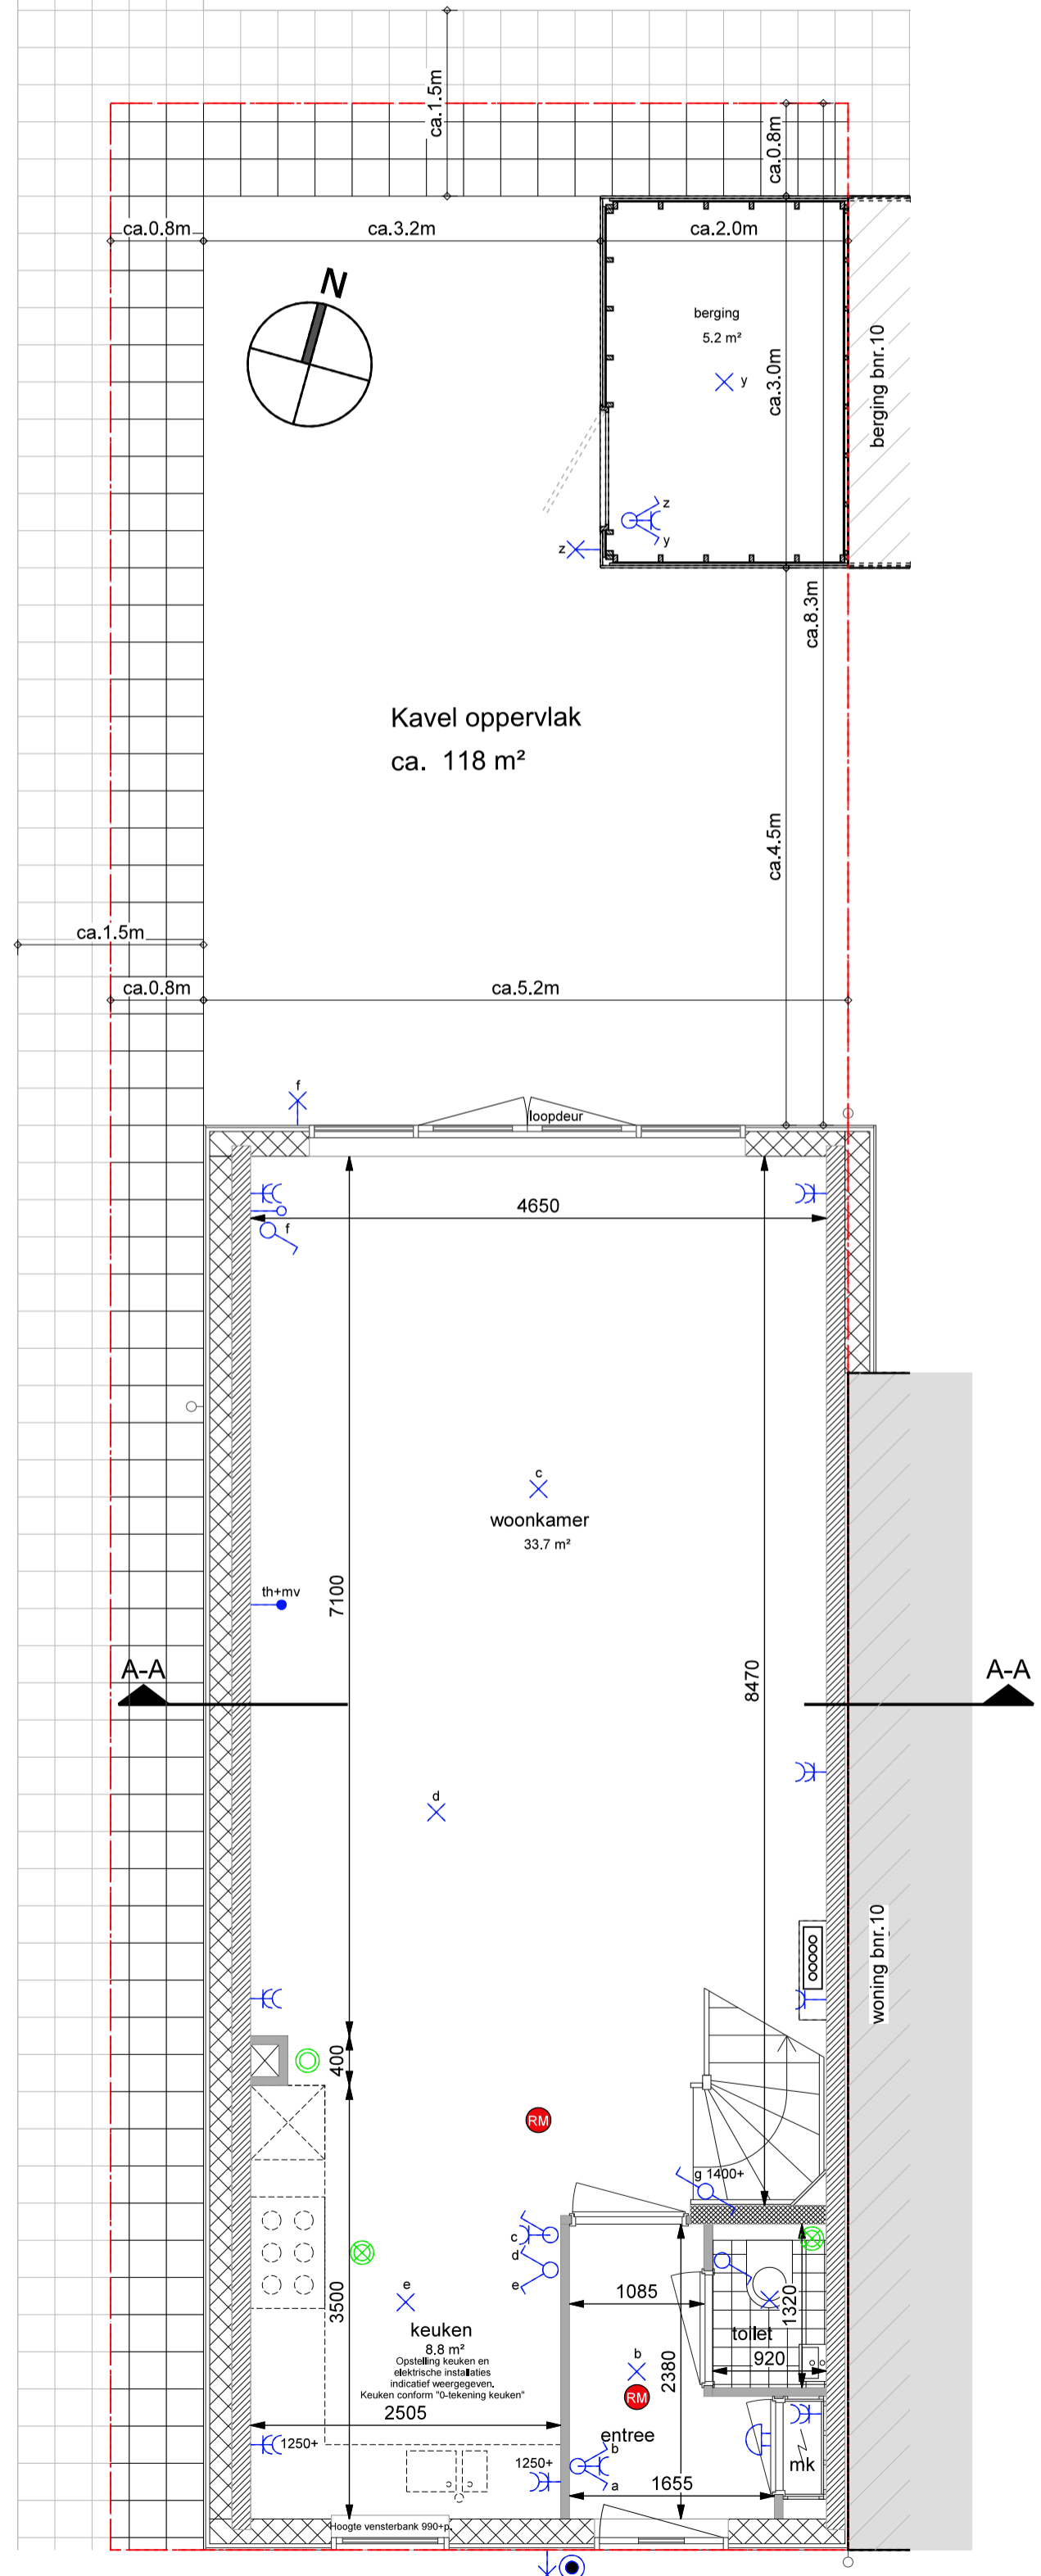 ca.1.5m
ca.0.8m
ca.0.8m
ca.3.2m
ca.2.0m
N
berging
5.2 m²
y
ca.3.0m
berging bnr.10
z
y
z
ca.8.3m
Kavel oppervlak
ca. 118 m²
ca.4.5m
ca.1.5m
ca.0.8m
ca.5.2m
f
loopdeur
4650
f
c
woonkamer
33.7 m²
th+mv
7100
A-A
A-A
8470
d
woning bnr.10
400
RM
g 1400+
c
d
e
e
3500
keuken
8.8 m²
Opstelling keuken en
elektrische installaties
indicatief weergegeven.
Keuken conform "0-tekening keuken"
1085
1320
toilet
920
b
2380
RM
2505
entree
1250+
1250+
b
a
1655
mk
Hoogte vensterbank 990+p.